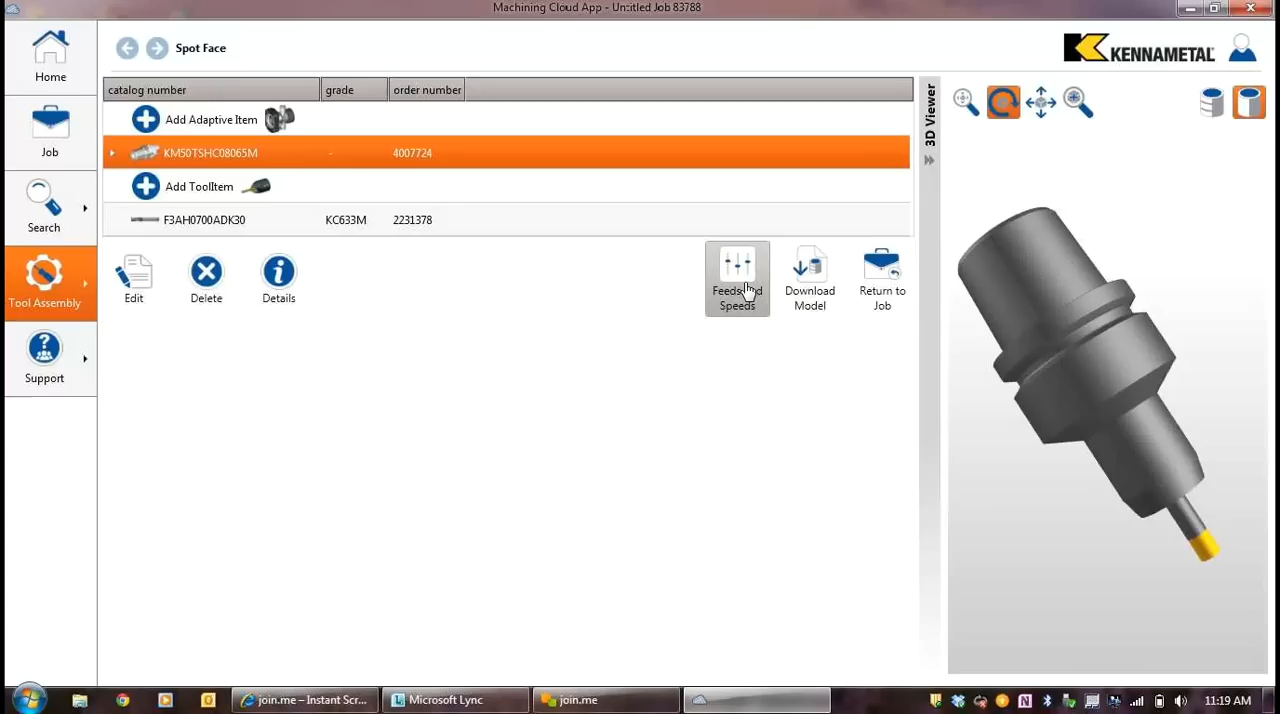 Machining Cloud App - Untitled Job 83788
Home
Job
Search
Tool Assembly
Support
Spot Face
KENNAMETAL
catalog number grade order number
Add Adaptive Item
KM50TSHC08065M - 4007724
Add ToolItem
F3AH0700ADK30 KC633M 2231378
Edit
Delete
Details
Feeds and
Speeds
Download
Model
Return to
Job
3D Viewer
join.me – Instant Scr...
Microsoft Lync
join.me
11:19 AM